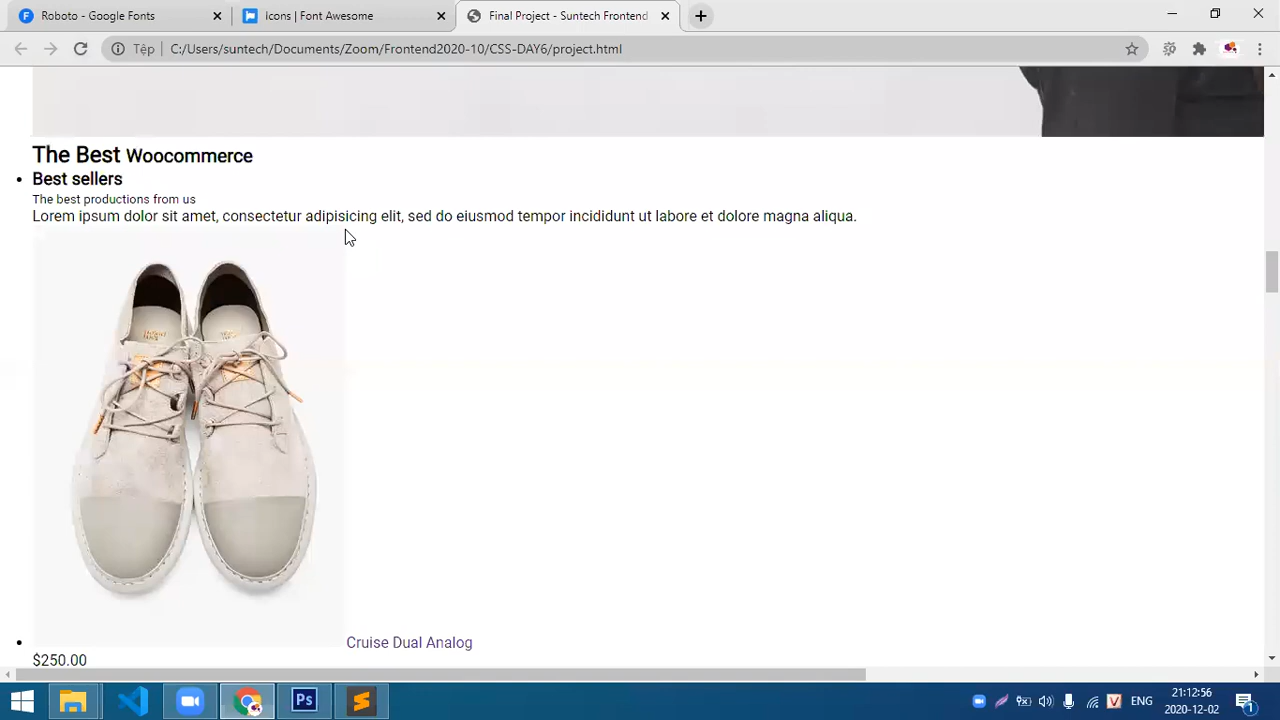 Roboto - Google Fonts
Icons | Font Awesome
Final Project - Suntech Frontend
Tệp
C:/Users/suntech/Documents/Zoom/Frontend2020-10/CSS-DAY6/project.html
The Best Woocommerce
Best sellers
The best productions from us
Lorem ipsum dolor sit amet, consectetur adipisicing elit, sed do eiusmod tempor incididunt ut labore et dolore magna aliqua.
Cruise Dual Analog
$250.00
Ps
V
ENG
21:12:56
2020-12-02
1